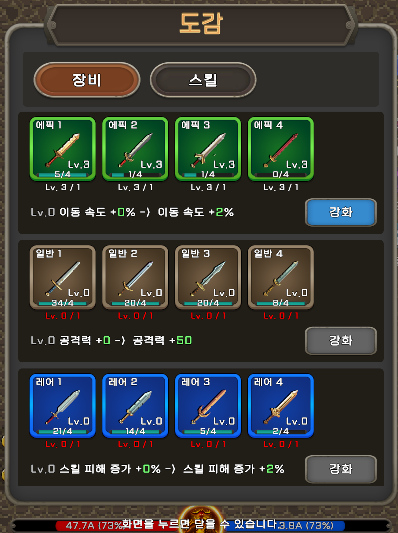 도감
장비 스킬
에픽 1 에픽 2 에픽 3 에픽 4
Lv.3 Lv.3 Lv.3 Lv.3
5/4 1/4 1/4 0/4
Lv. 3 / 1 Lv. 3 / 1 Lv. 3 / 1 Lv. 3 / 1
Lv.0 이동 속도 +0% -> 이동 속도 +2% 강화
일반 1 일반 2 일반 3 일반 4
Lv.0 Lv.0 Lv.0 Lv.0
34/4 20/4 20/4 8/4
Lv. 0 / 1 Lv. 0 / 1 Lv. 0 / 1 Lv. 0 / 1
Lv.0 공격력 +0 -> 공격력 +50 강화
레어 1 레어 2 레어 3 레어 4
Lv.0 Lv.0 Lv.0 Lv.0
21/4 14/4 5/4 2/4
Lv. 0 / 1 Lv. 0 / 1 Lv. 0 / 1 Lv. 0 / 1
Lv.0 스킬 피해 증가 +0% -> 스킬 피해 증가 +2% 강화
47.7A (73%) 화면을 누르면 닫을 수 있습니다. 3.8A (73%)